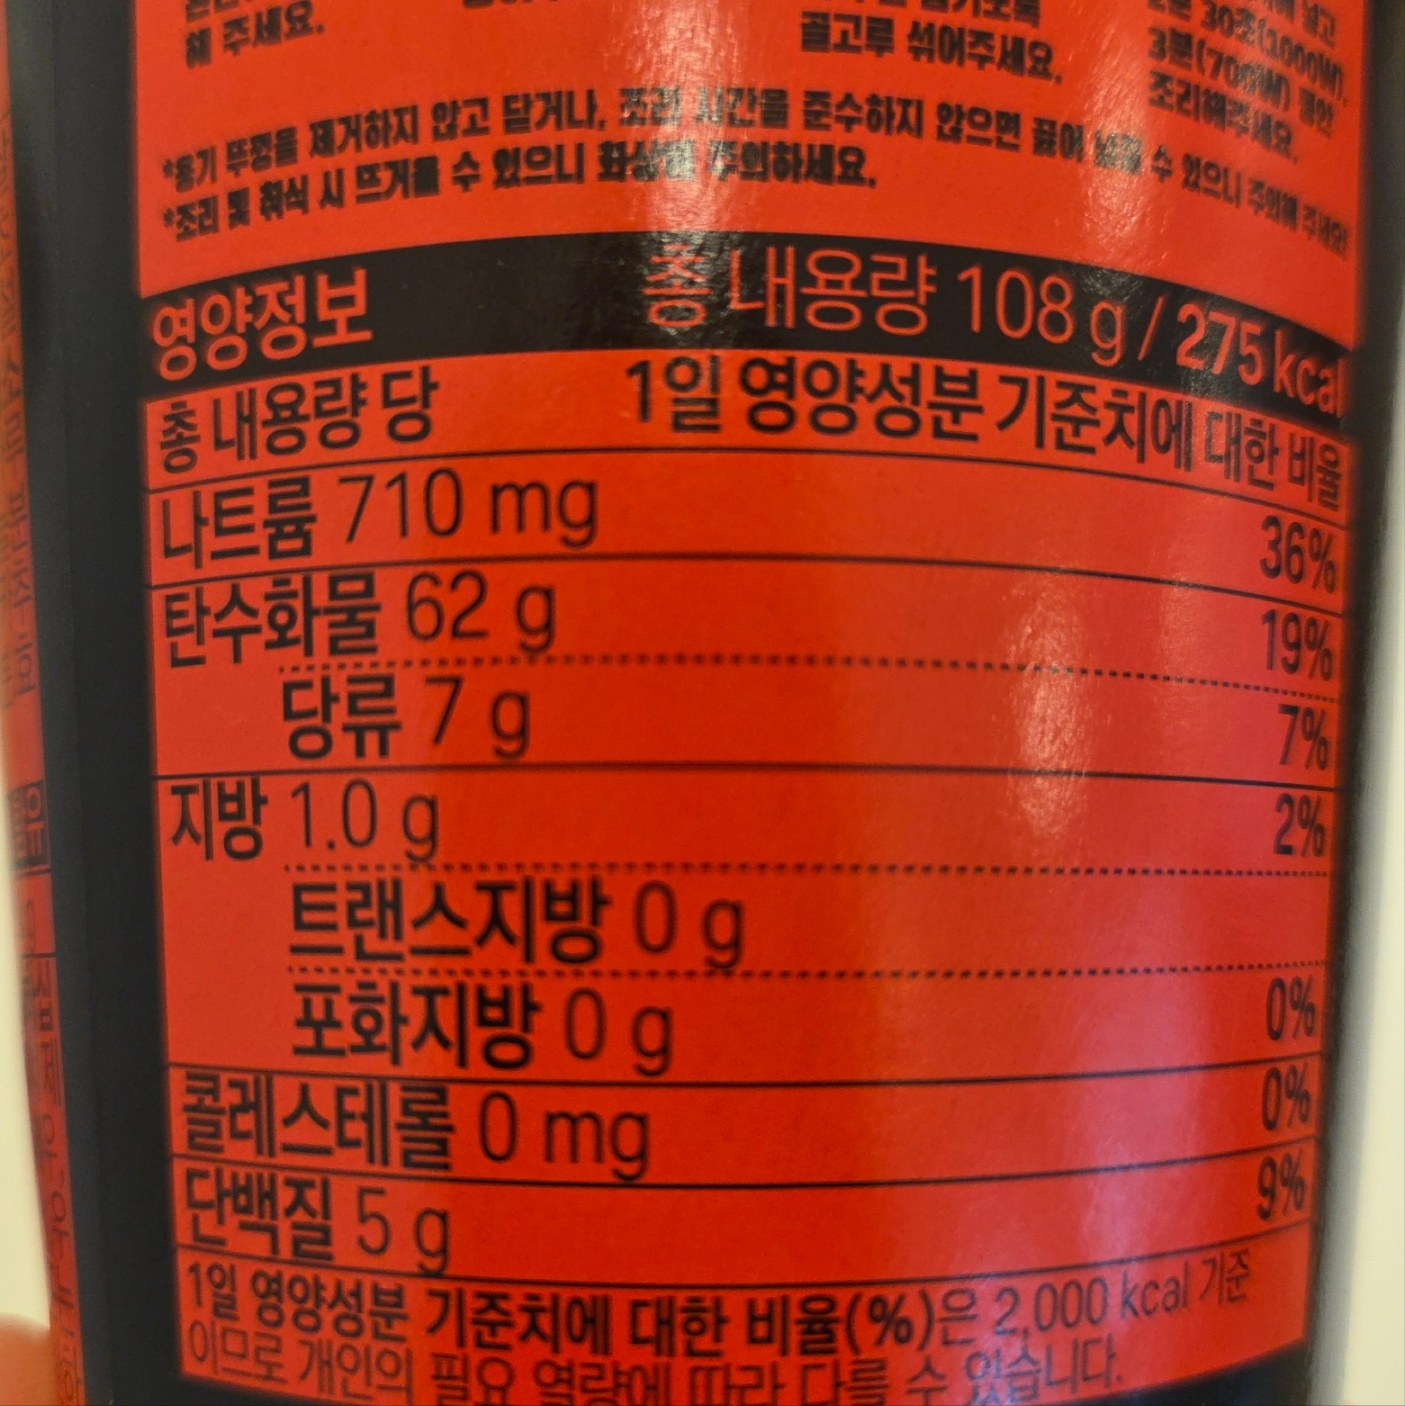 해 주세요.
골고루 섞어주세요.
2분 30초(1000W),
3분(700W) 동안
조리해주세요.
*용기 뚜껑을 제거하지 않고 닫거나, 조리 시간을 준수하지 않으면 끓어 넘칠 수 있으니 주의해 주세요!
*조리 및 취식 시 뜨거울 수 있으니 화상에 주의하세요.
영양정보 총 내용량 108 g / 275 kcal
총 내용량 당 1일 영양성분 기준치에 대한 비율
나트륨 710 mg 36%
탄수화물 62 g 19%
당류 7 g 7%
지방 1.0 g 2%
트랜스지방 0 g
포화지방 0 g 0%
콜레스테롤 0 mg 0%
단백질 5 g 9%
1일 영양성분 기준치에 대한 비율(%)은 2,000 kcal 기준
이므로 개인의 필요 열량에 따라 다를 수 있습니다.